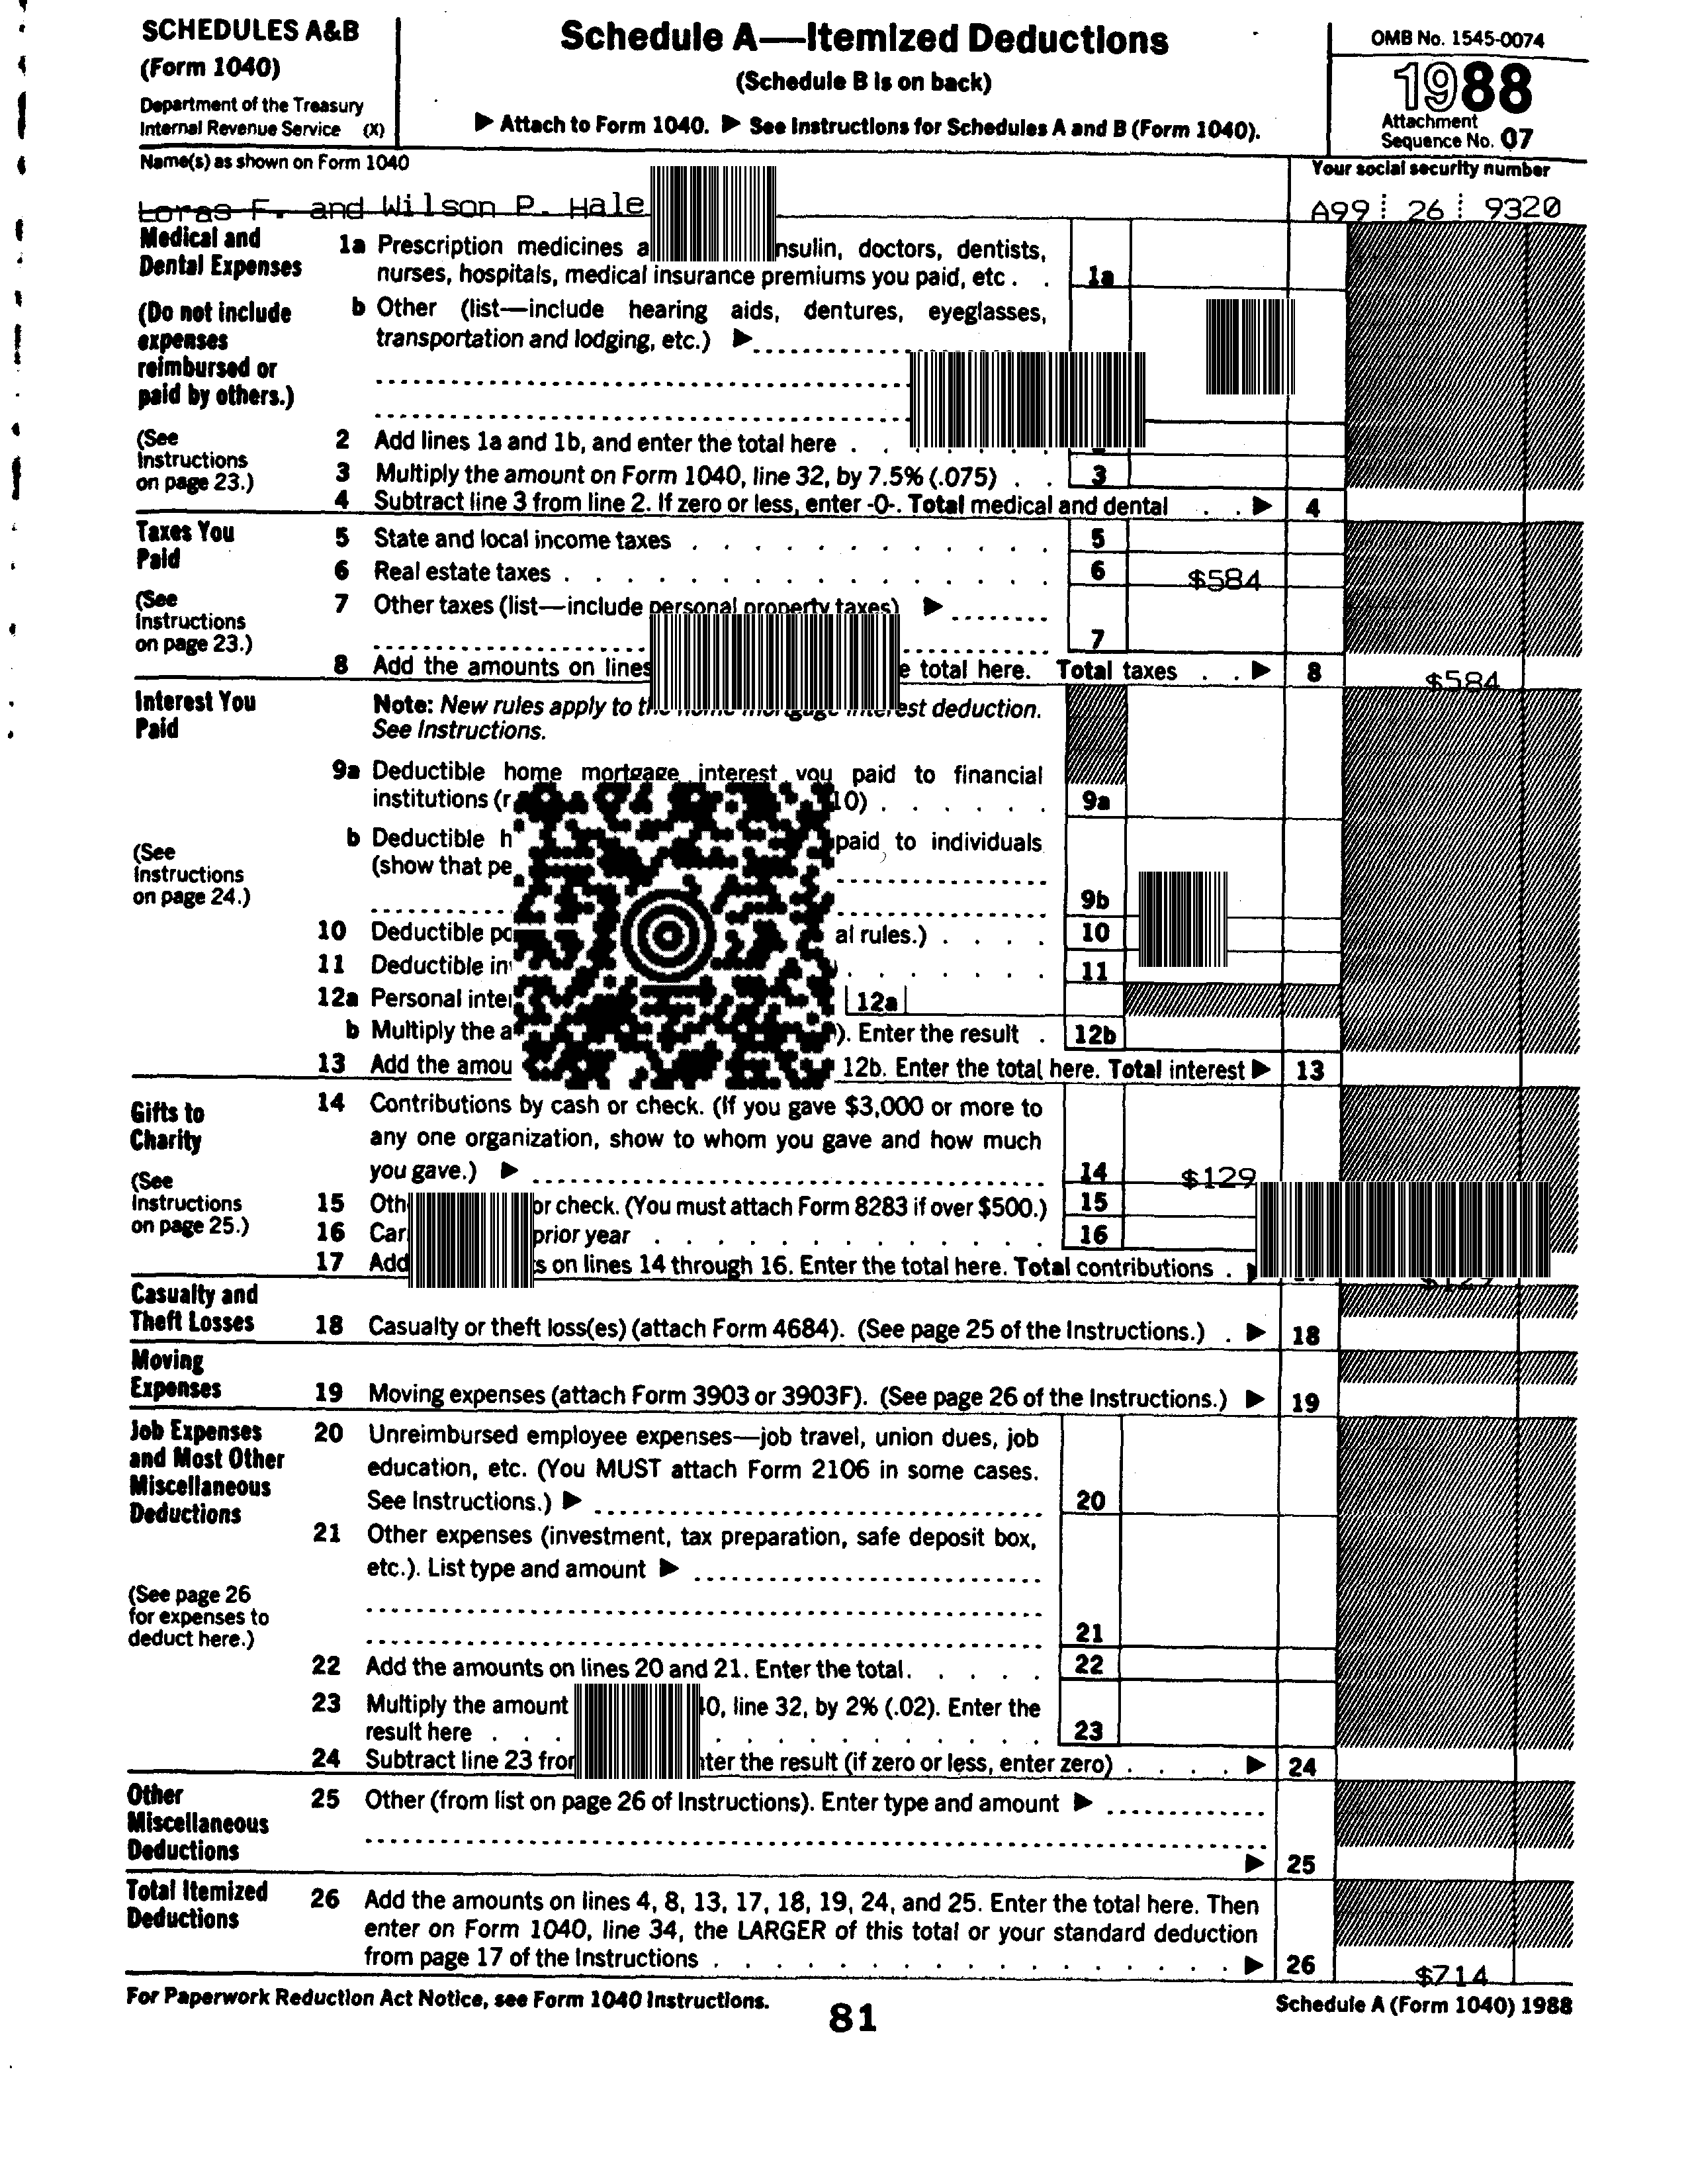 SCHEDULES A&B
(Form 1040)
Department of the Treasury
Internal Revenue Service (X)
Schedule A—Itemized Deductions
(Schedule B is on back)
▶ Attach to Form 1040. ▶ See Instructions for Schedules A and B (Form 1040).
OMB No. 1545-0074
1988
Attachment
Sequence No. 07
Name(s) as shown on Form 1040
Your social security number
Loras F. and Wilson P. Hale
A99 26 9320
Medical and
Dental Expenses
(Do not include
expenses
reimbursed or
paid by others.)
(See
Instructions
on page 23.)
1a Prescription medicines nsulin, doctors, dentists,
nurses, hospitals, medical insurance premiums you paid, etc . . 1a
b Other (list—include hearing aids, dentures, eyeglasses,
transportation and lodging, etc.) ▶
2 Add lines 1a and 1b, and enter the total here
3 Multiply the amount on Form 1040, line 32, by 7.5% (.075) . . 3
4 Subtract line 3 from line 2. If zero or less, enter -0-. Total medical and dental . . ▶ 4
Taxes You
Paid
(See
Instructions
on page 23.)
5 State and local income taxes 5
6 Real estate taxes 6 $584
7 Other taxes (list—include personal property taxes) ▶
7
8 Add the amounts on lines e total here. Total taxes . . ▶ 8 $584
Interest You
Paid
(See
Instructions
on page 24.)
Note: New rules apply to the home mortgage interest deduction.
See Instructions.
9a Deductible home mortgage interest you paid to financial
institutions 10) 9a
b Deductible paid to individuals
(show that
9b
10 Deductible al rules.) 10
11 Deductible 11
12a Personal 12a
b Multiply the ). Enter the result . 12b
13 Add the 12b. Enter the total here. Total interest ▶ 13
Gifts to
Charity
(See
Instructions
on page 25.)
14 Contributions by cash or check. (If you gave $3,000 or more to
any one organization, show to whom you gave and how much
you gave.) ▶ 14 $129
15 or check. (You must attach Form 8283 if over $500.) 15
16 prior year 16
17 Add s on lines 14 through 16. Enter the total here. Total contributions . ▶
Casualty and
Theft Losses
18 Casualty or theft loss(es) (attach Form 4684). (See page 25 of the Instructions.) . ▶ 18
Moving
Expenses
19 Moving expenses (attach Form 3903 or 3903F). (See page 26 of the Instructions.) ▶ 19
Job Expenses
and Most Other
Miscellaneous
Deductions
(See page 26
for expenses to
deduct here.)
20 Unreimbursed employee expenses—job travel, union dues, job
education, etc. (You MUST attach Form 2106 in some cases.
See Instructions.) ▶ 20
21 Other expenses (investment, tax preparation, safe deposit box,
etc.). List type and amount ▶
21
22 Add the amounts on lines 20 and 21. Enter the total. 22
23 Multiply the amount 0, line 32, by 2% (.02). Enter the
result here 23
24 Subtract line 23 the result (if zero or less, enter zero) . . . . ▶ 24
Other
Miscellaneous
Deductions
25 Other (from list on page 26 of Instructions). Enter type and amount ▶
▶ 25
Total Itemized
Deductions
26 Add the amounts on lines 4, 8, 13, 17, 18, 19, 24, and 25. Enter the total here. Then
enter on Form 1040, line 34, the LARGER of this total or your standard deduction
from page 17 of the Instructions ▶ 26 $714
For Paperwork Reduction Act Notice, see Form 1040 Instructions.
81
Schedule A (Form 1040) 1988